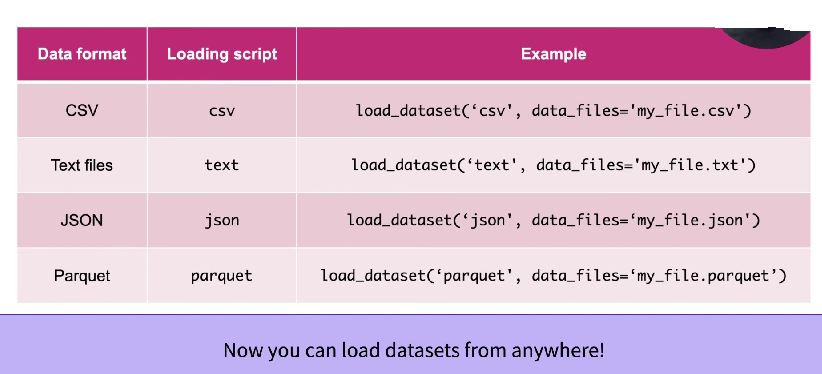 Data format Loading script Example
CSV csv load_dataset(‘csv', data_files='my_file.csv')
Text files text load_dataset(‘text', data_files='my_file.txt')
JSON json load_dataset(‘json', data_files=‘my_file.json')
Parquet parquet load_dataset(‘parquet', data_files=‘my_file.parquet’)
Now you can load datasets from anywhere!